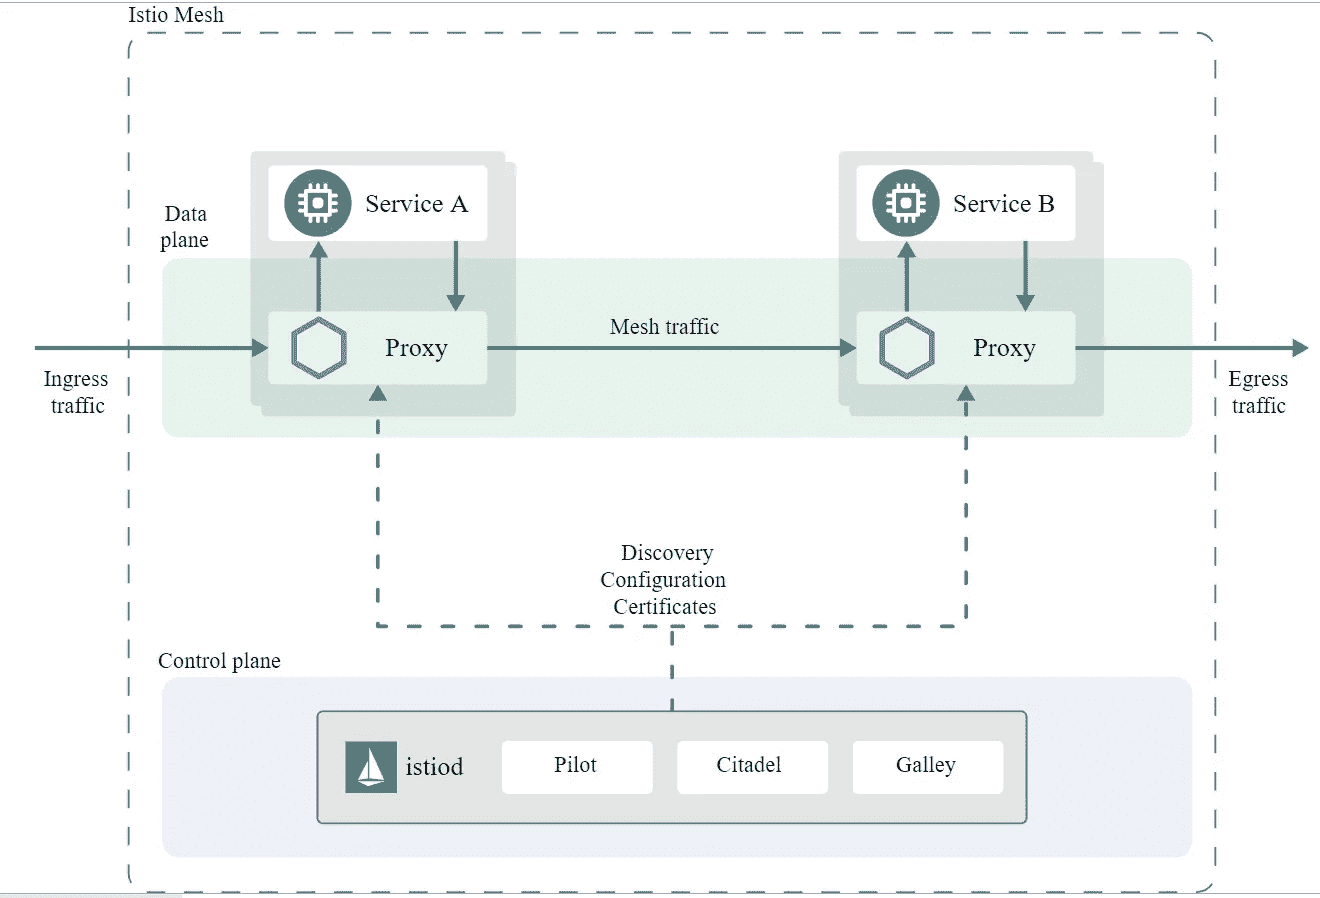 Istio Mesh
Service A
Service B
Data
plane
Mesh traffic
Proxy
Proxy
Ingress
traffic
Egress
traffic
Discovery
Configuration
Certificates
Control plane
istiod
Pilot
Citadel
Galley